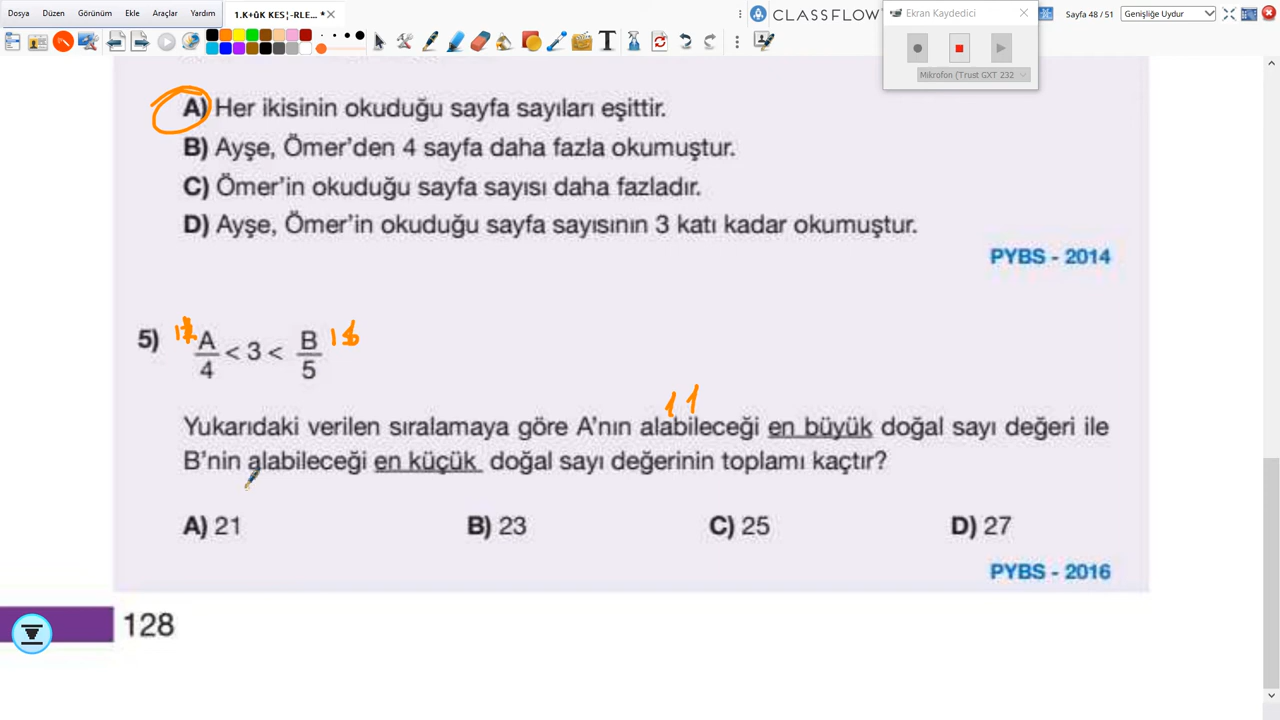 Dosya Düzen Görünüm Ekle Araçlar Yardım
1.K+ûK KES¦-RLE... *
CLASSFLOW
Ekran Kaydedici
Sayfa 48 / 51
Genişliğe Uydur
Mikrofon (Trust GXT 232
A) Her ikisinin okuduğu sayfa sayıları eşittir.
B) Ayşe, Ömer’den 4 sayfa daha fazla okumuştur.
C) Ömer’in okuduğu sayfa sayısı daha fazladır.
D) Ayşe, Ömer’in okuduğu sayfa sayısının 3 katı kadar okumuştur.
PYBS - 2014
5) A/4 < 3 < B/5 16
11
Yukarıdaki verilen sıralamaya göre A’nın alabileceği en büyük doğal sayı değeri ile
B’nin alabileceği en küçük doğal sayı değerinin toplamı kaçtır?
A) 21 B) 23 C) 25 D) 27
PYBS - 2016
128